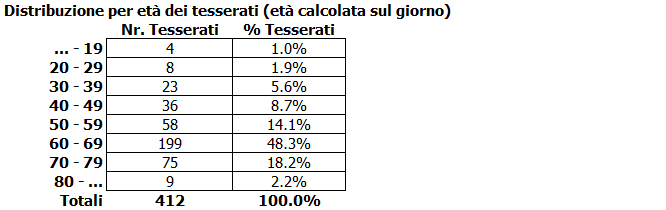 Distribuzione per età dei tesserati (età calcolata sul giorno)
Nr. Tesserati % Tesserati
... - 19 4 1.0%
20 - 29 8 1.9%
30 - 39 23 5.6%
40 - 49 36 8.7%
50 - 59 58 14.1%
60 - 69 199 48.3%
70 - 79 75 18.2%
80 - ... 9 2.2%
Totali 412 100.0%